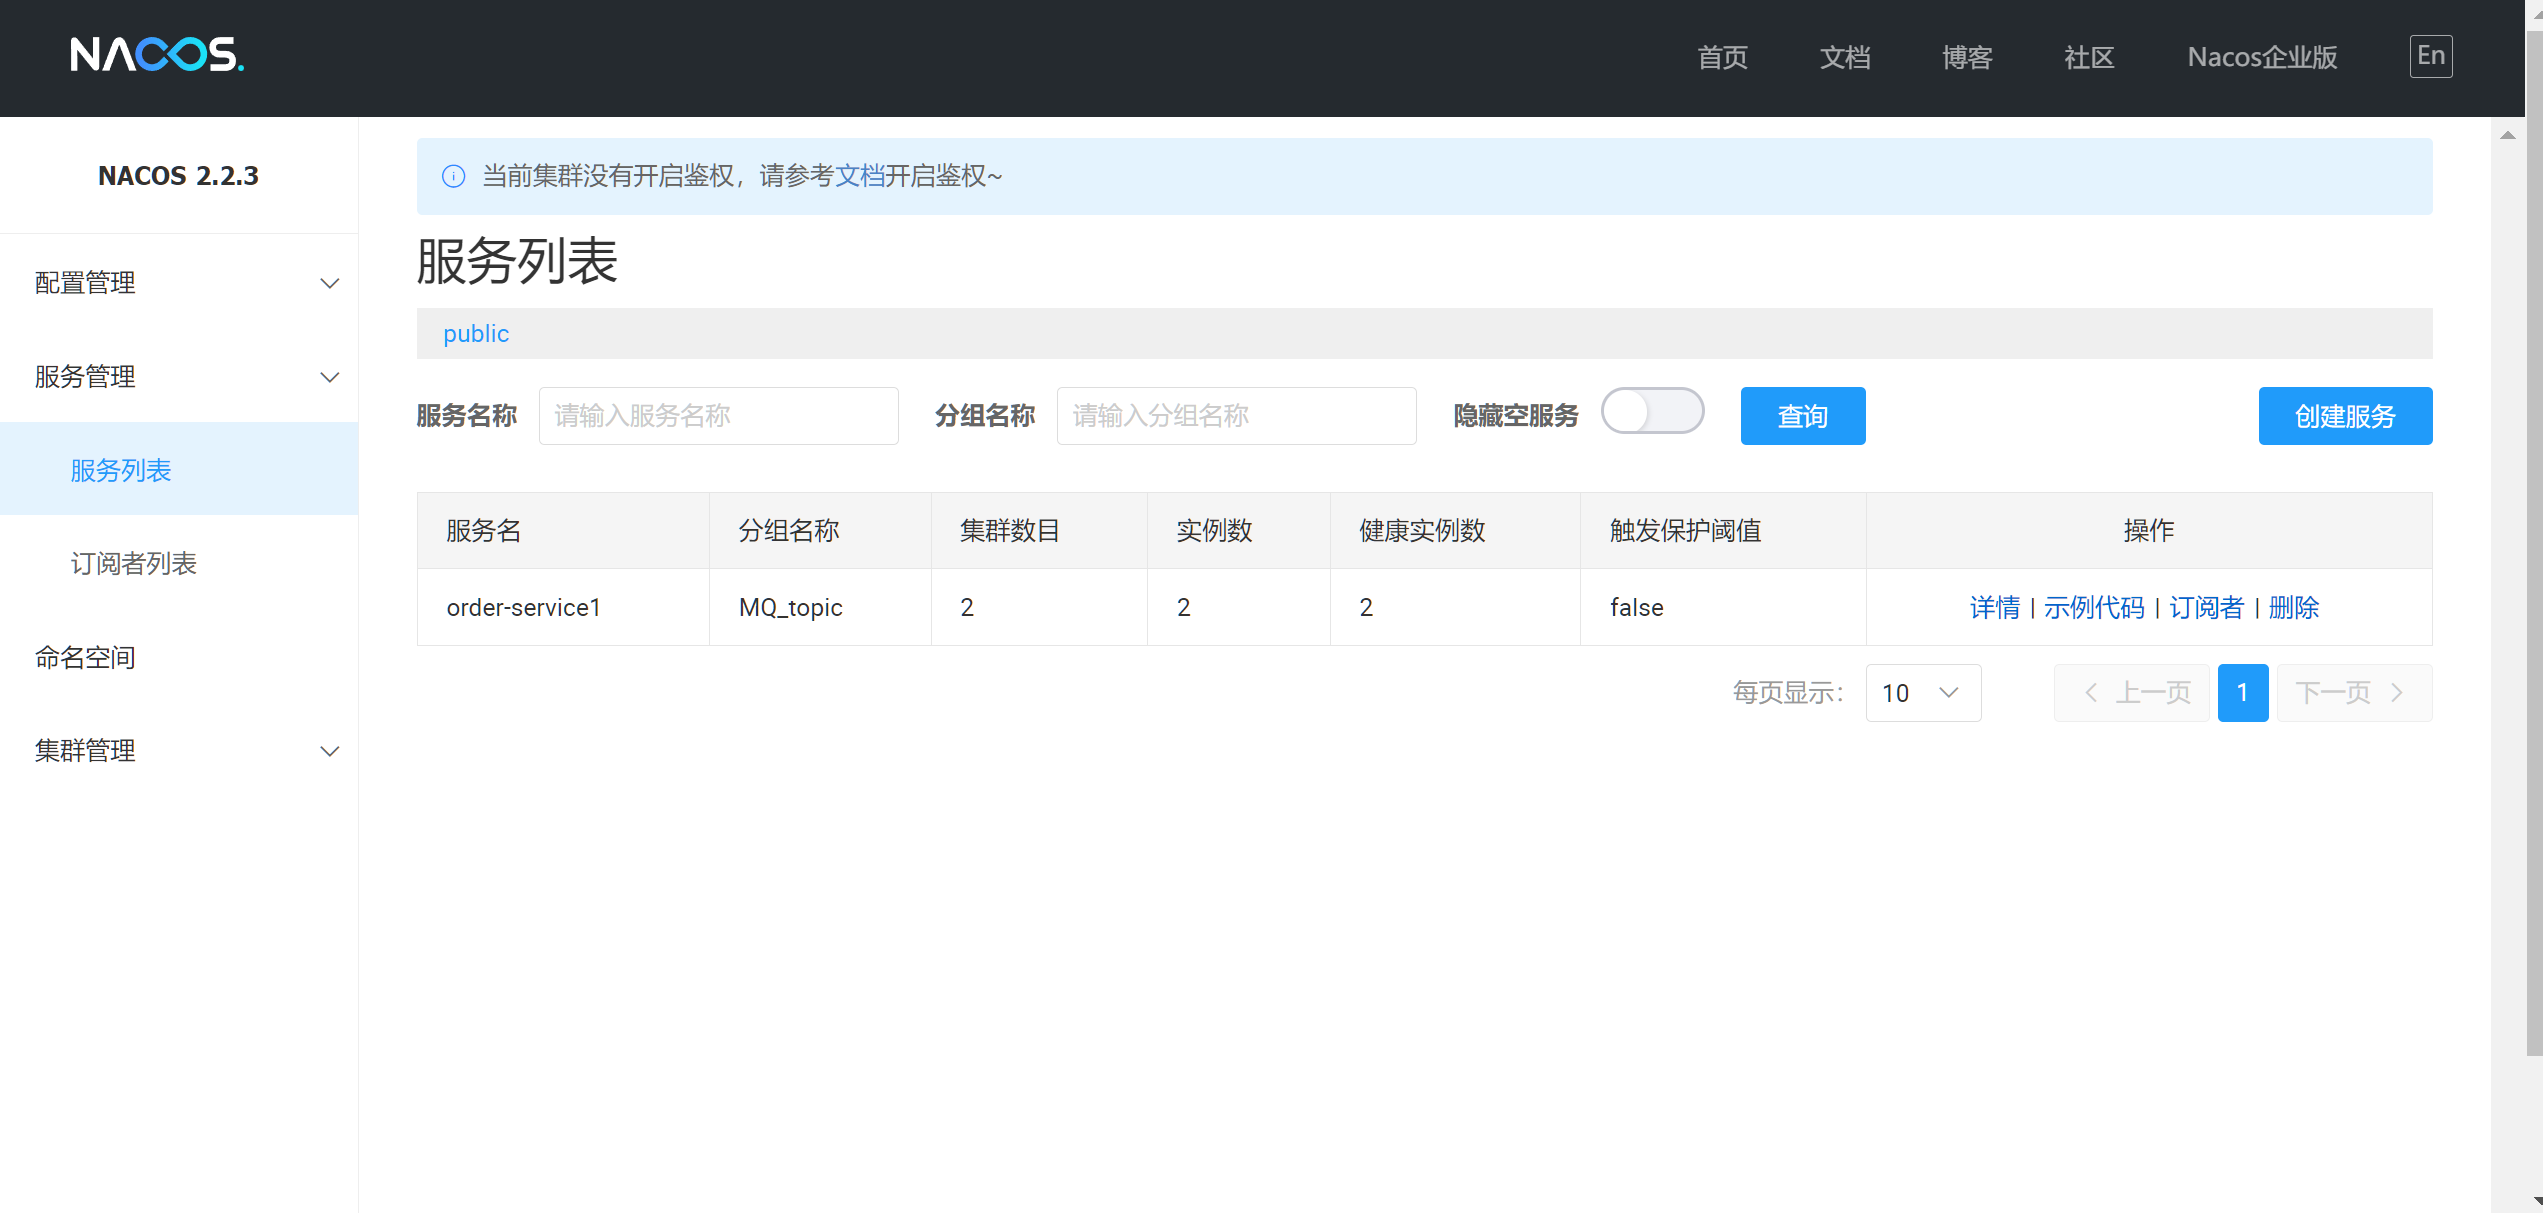 NACOS.
首页 文档 博客 社区 Nacos企业版 En
NACOS 2.2.3
配置管理
服务管理
服务列表
订阅者列表
命名空间
集群管理
当前集群没有开启鉴权，请参考文档开启鉴权~
服务列表
public
服务名称 请输入服务名称 分组名称 请输入分组名称 隐藏空服务 查询 创建服务
服务名 分组名称 集群数目 实例数 健康实例数 触发保护阈值 操作
order-service1 MQ_topic 2 2 2 false 详情 | 示例代码 | 订阅者 | 删除
每页显示： 10 上一页 1 下一页